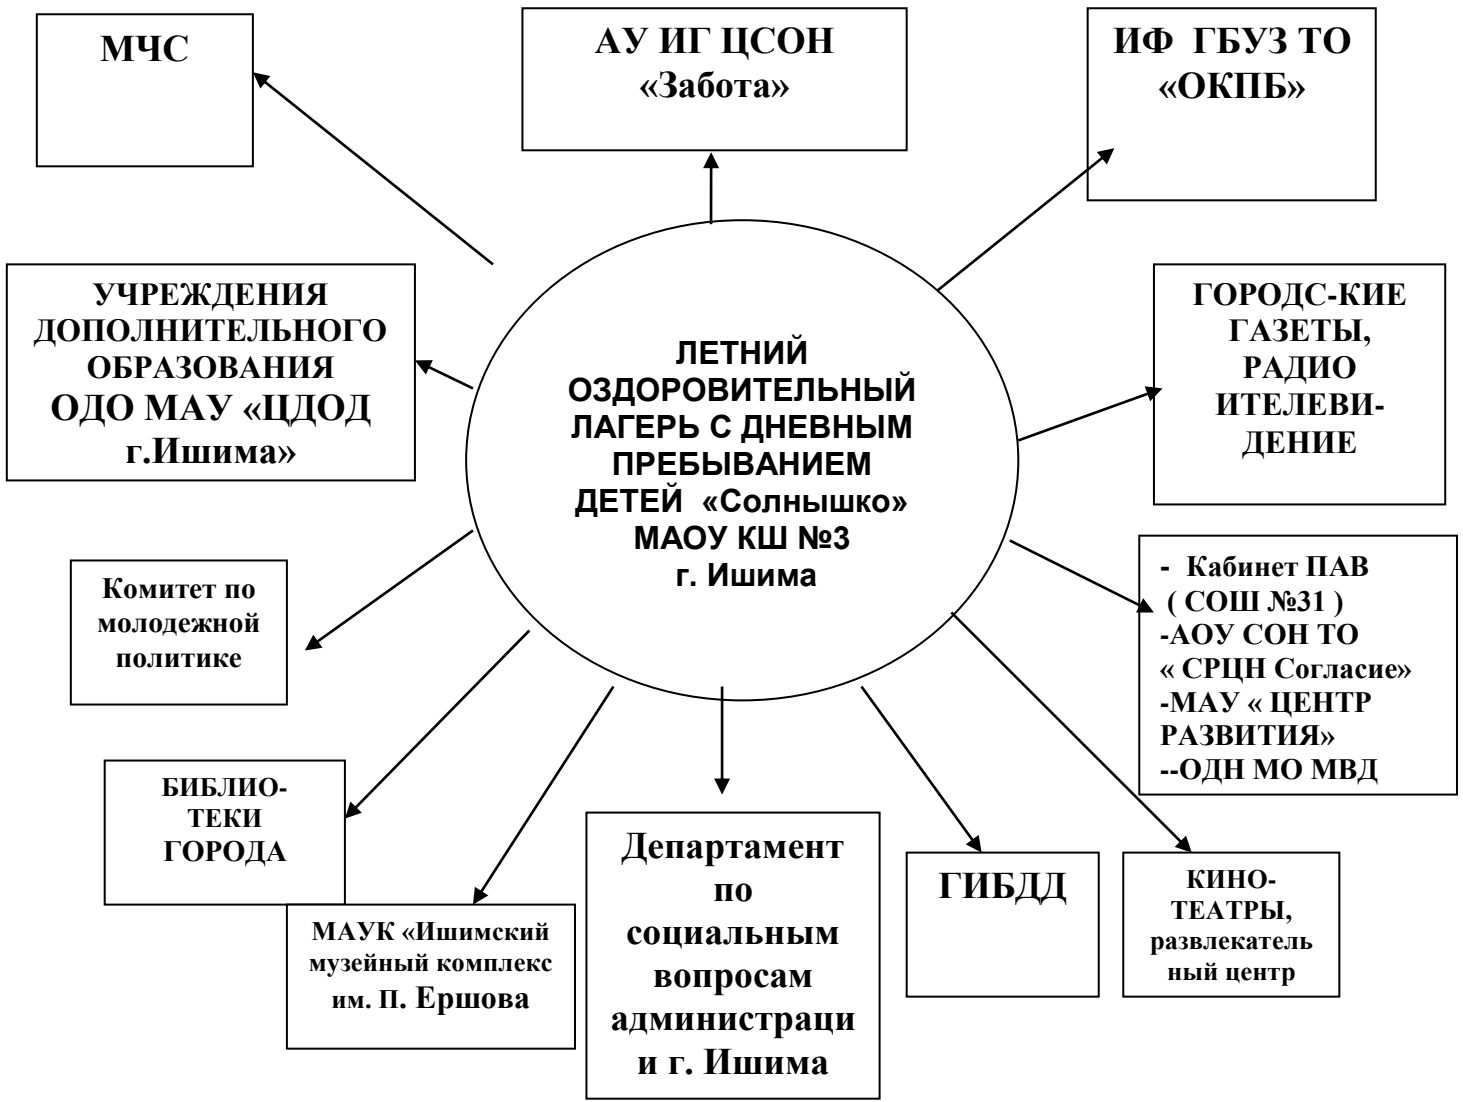 МЧС
АУ ИГ ЦСОН
«Забота»
ИФ ГБУЗ ТО
«ОКПБ»
УЧРЕЖДЕНИЯ
ДОПОЛНИТЕЛЬНОГО
ОБРАЗОВАНИЯ
ОДО МАУ «ЦДОД
г.Ишима»
ЛЕТНИЙ
ОЗДОРОВИТЕЛЬНЫЙ
ЛАГЕРЬ С ДНЕВНЫМ
ПРЕБЫВАНИЕМ
ДЕТЕЙ «Солнышко»
МАОУ КШ №3
г. Ишима
ГОРОДС-КИЕ
ГАЗЕТЫ,
РАДИО
ИТЕЛЕВИ-
ДЕНИЕ
Комитет по
молодежной
политике
- Кабинет ПАВ
( СОШ №31 )
-АОУ СОН ТО
« СРЦН Согласие»
-МАУ « ЦЕНТР
РАЗВИТИЯ»
--ОДН МО МВД
БИБЛИО-
ТЕКИ
ГОРОДА
МАУК «Ишимский
музейный комплекс
им. П. Ершова
Департамент
по
социальным
вопросам
администраци
и г. Ишима
ГИБДД
КИНО-
ТЕАТРЫ,
развлекатель
ный центр